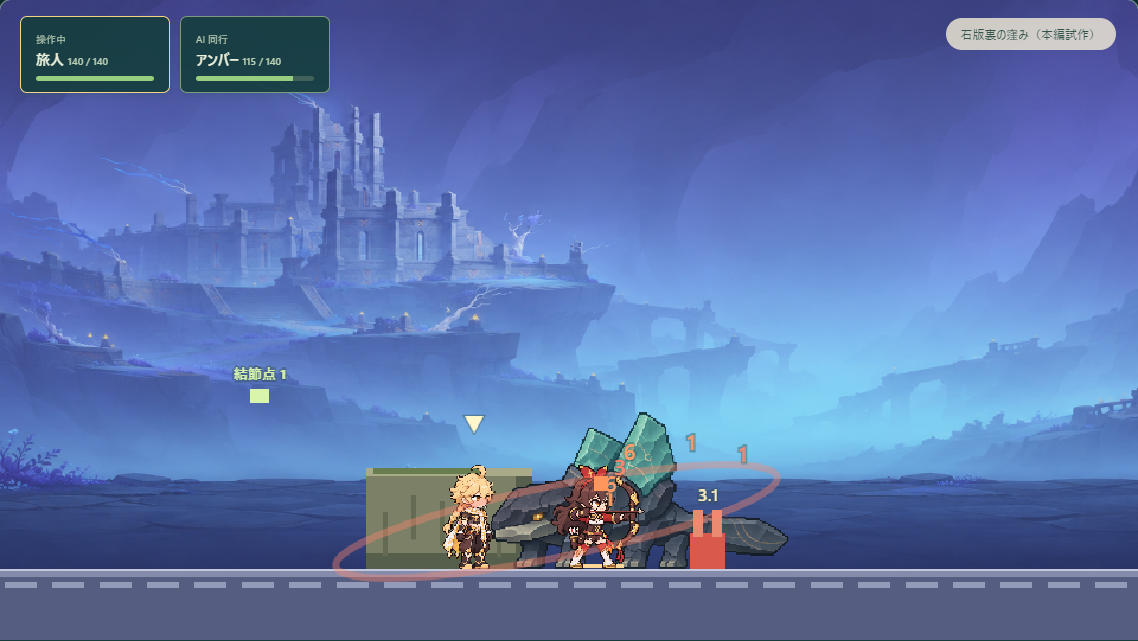 操作中
旅人 140 / 140
AI 同行
アンバー 115 / 140
石版裏の窪み（本編試作）
結節点 1
1
1
6
3
6
1
3.1